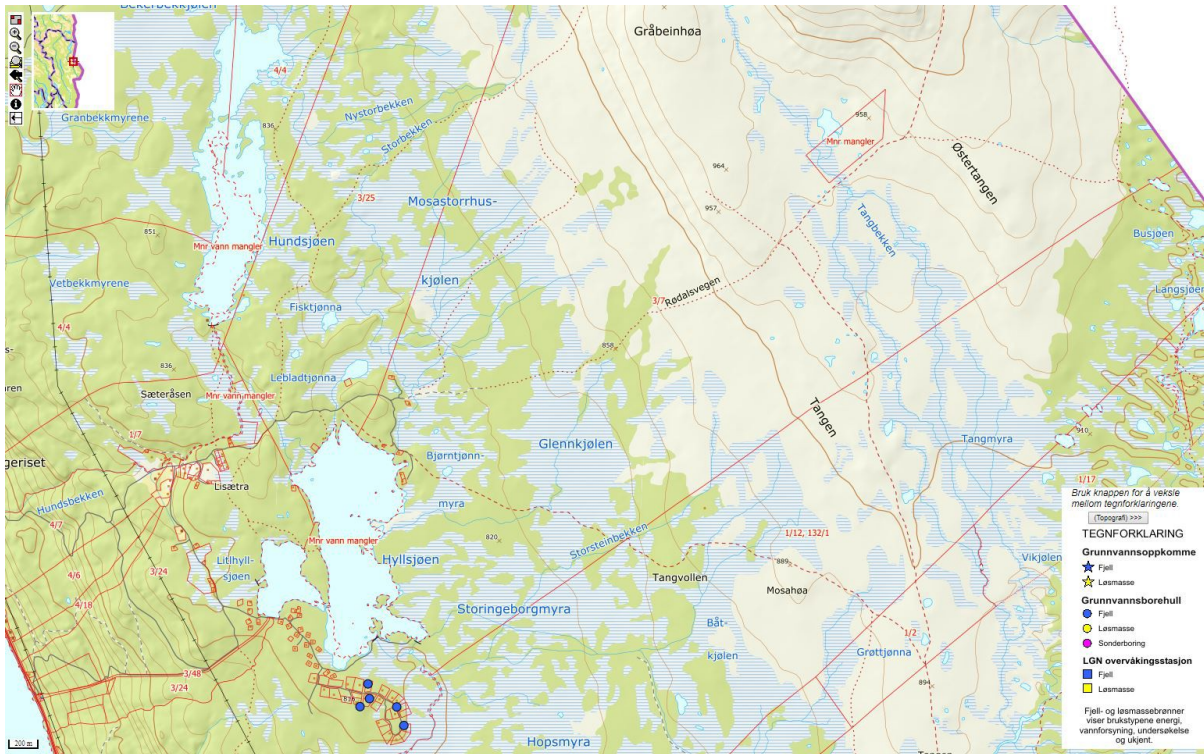 Gråbeinhøa
4/4
Granbekkmyrene
836
Nystorbekken
Storbekken
958
Mnr mangler
964
Østertangen
3/25
Mosastorrhus-
957
Tangbekken
851
Mnr vann mangler
Hundsjøen
Busjøen
Vetbekkmyrene
kjølen
Langsjøen
Fisktjønna
3/7
Rødalsvegen
4/4
858
836
Lebladtjønna
Sæteråsen
Mnr vann mangler
Tangen
1/7
910
Glennkjølen
Tangmyra
geriset
Bjørntjønn-
Lisætra
1/17
Hundsbekken
myra
4/7
Storsteinbekken
1/12, 132/1
820
Mnr vann mangler
Hyllsjøen
Litlhyll-
sjøen
3/24
4/6
889
Vikjølen
Tangvollen
Mosahøa
4/18
Storingeborgmyra
Båt-
1/2
kjølen
Grøttjønna
3/48
3/24
894
838
Hopsmyra
200 m
Bruk knappen for å veksle
mellom tegnforklaringene.
(Topografi) >>>
TEGNFORKLARING
Grunnvannsoppkomme
Fjell
Løsmasse
Grunnvannsborehull
Fjell
Løsmasse
Sonderboring
LGN overvåkingsstasjon
Fjell
Løsmasse
Fjell- og løsmassebrønner
viser brukstypene energi,
vannforsyning, undersøkelse
og ukjent.